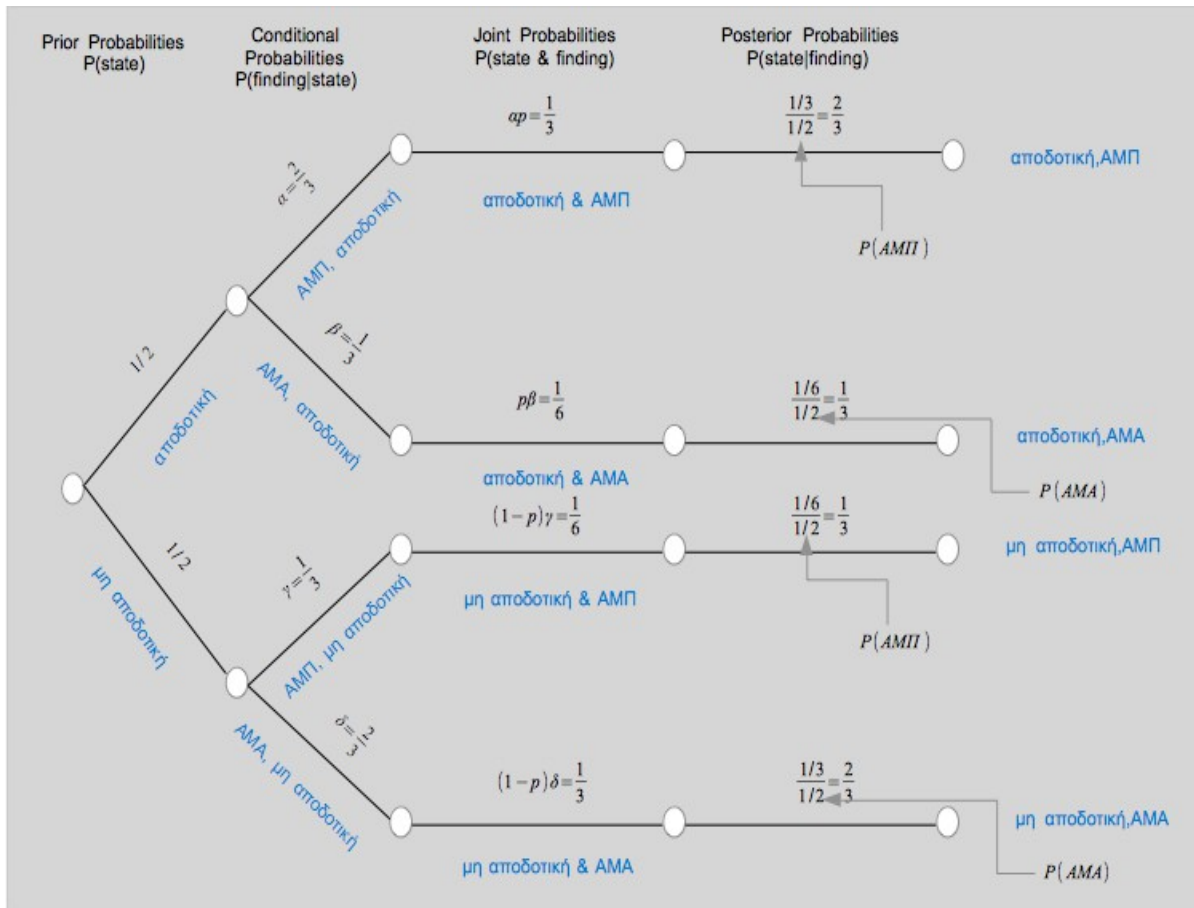 Prior Probabilities
P(state)
Conditional
Probabilities
P(finding|state)
Joint Probabilities
P(state & finding)
Posterior Probabilities
P(state|finding)
αp=1/3
(1/3)/(1/2)=2/3
α=2/3
αποδοτική & ΑΜΠ
αποδοτική,ΑΜΠ
ΑΜΠ, αποδοτική
P(ΑΜΠ)
1/2
αποδοτική
β=1/3
ΑΜΑ, αποδοτική
pβ=1/6
(1/6)/(1/2)=1/3
αποδοτική,ΑΜΑ
αποδοτική & ΑΜΑ
P(ΑΜΑ)
1/2
μη αποδοτική
(1-p)γ=1/6
(1/6)/(1/2)=1/3
γ=1/3
μη αποδοτική & ΑΜΠ
μη αποδοτική,ΑΜΠ
ΑΜΠ, μη αποδοτική
P(ΑΜΠ)
δ=2/3
ΑΜΑ, μη αποδοτική
(1-p)δ=1/3
(1/3)/(1/2)=2/3
μη αποδοτική,ΑΜΑ
μη αποδοτική & ΑΜΑ
P(ΑΜΑ)